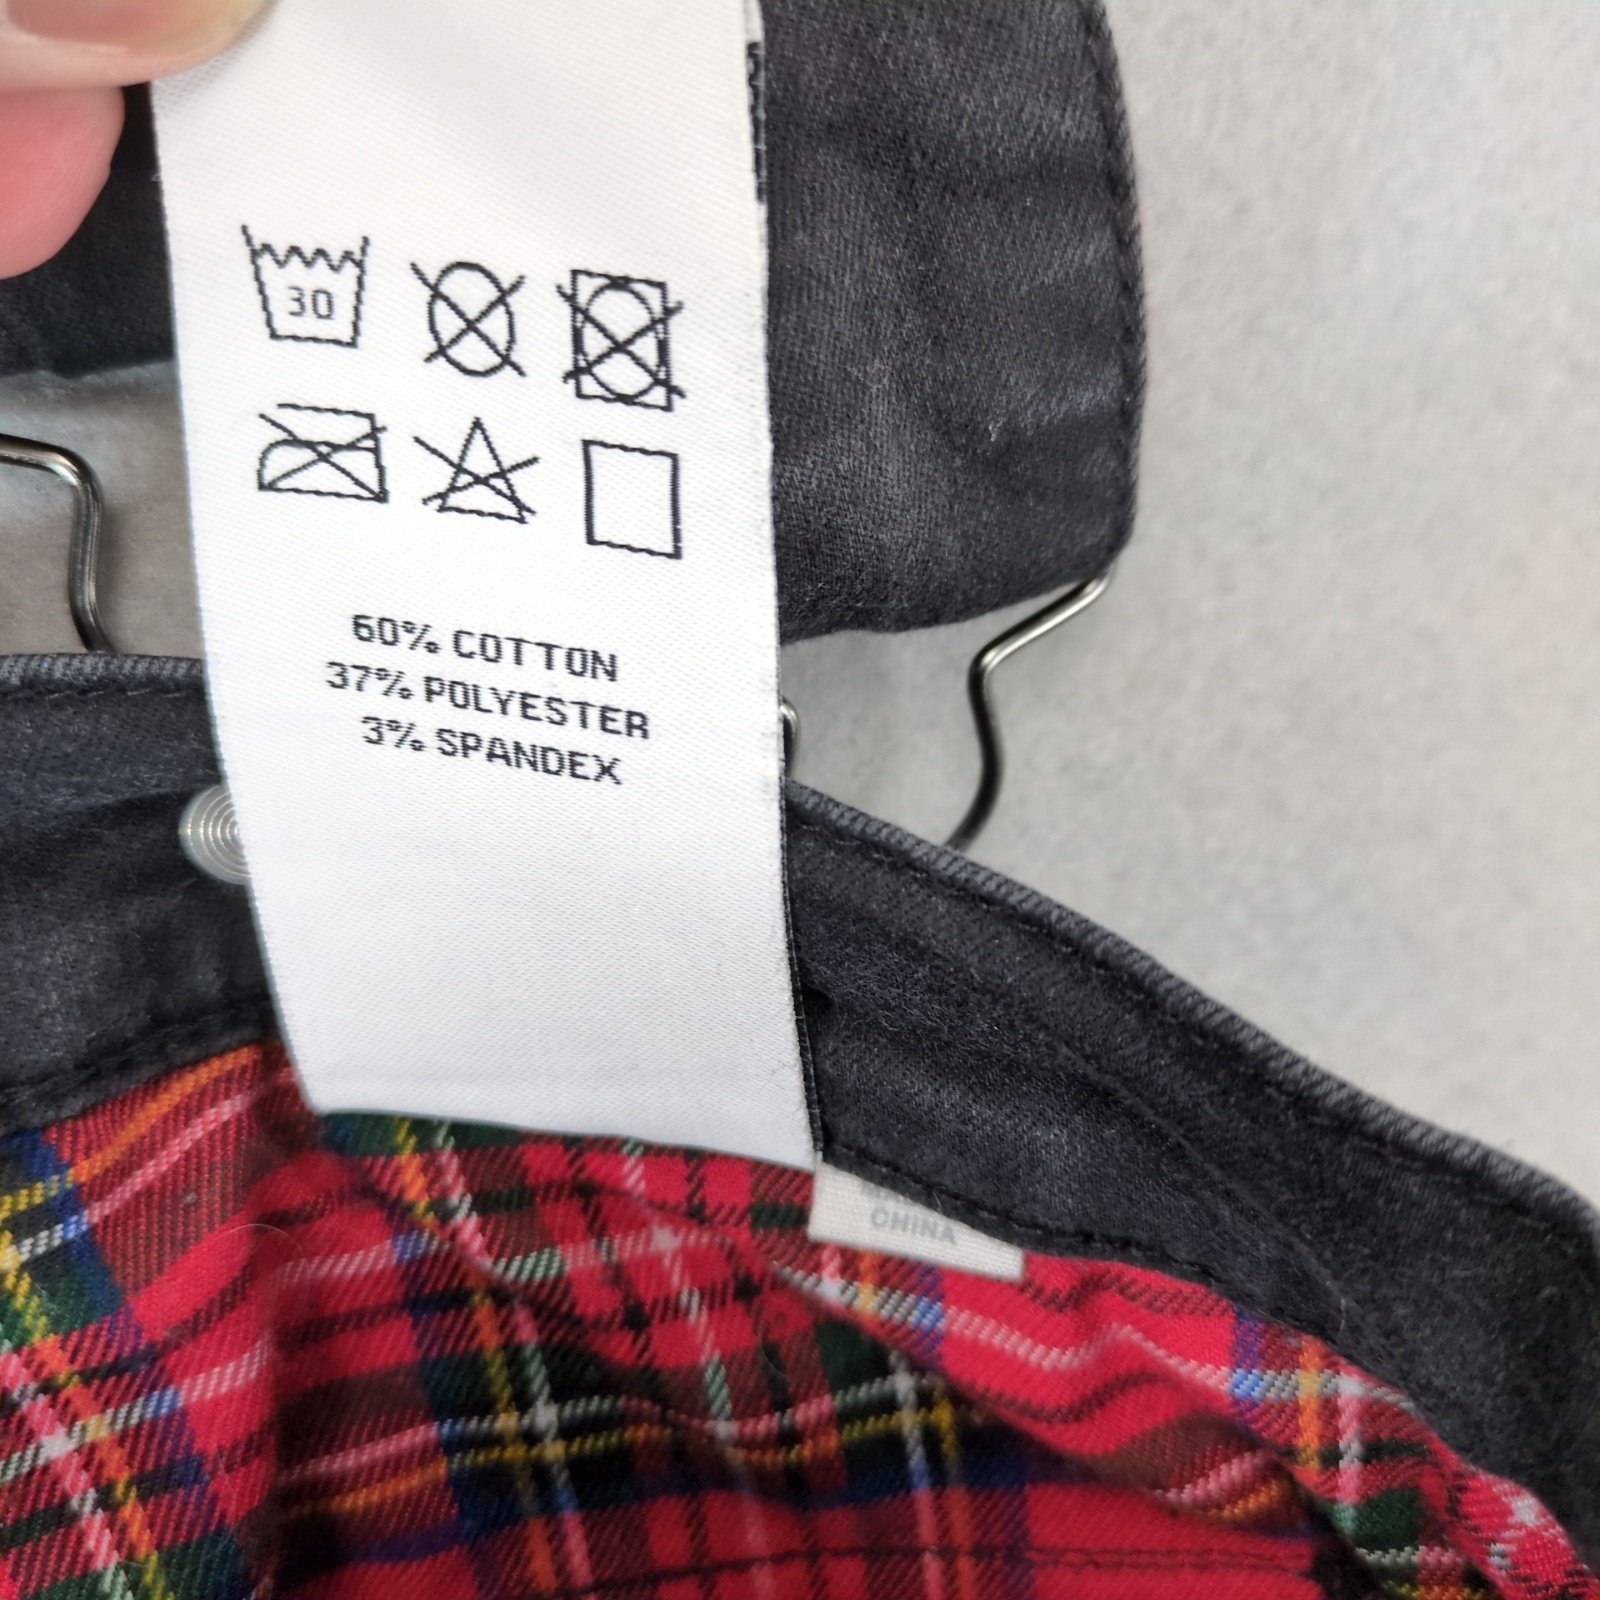 30
60% COTTON
37% POLYESTER
3% SPANDEX
CHINA